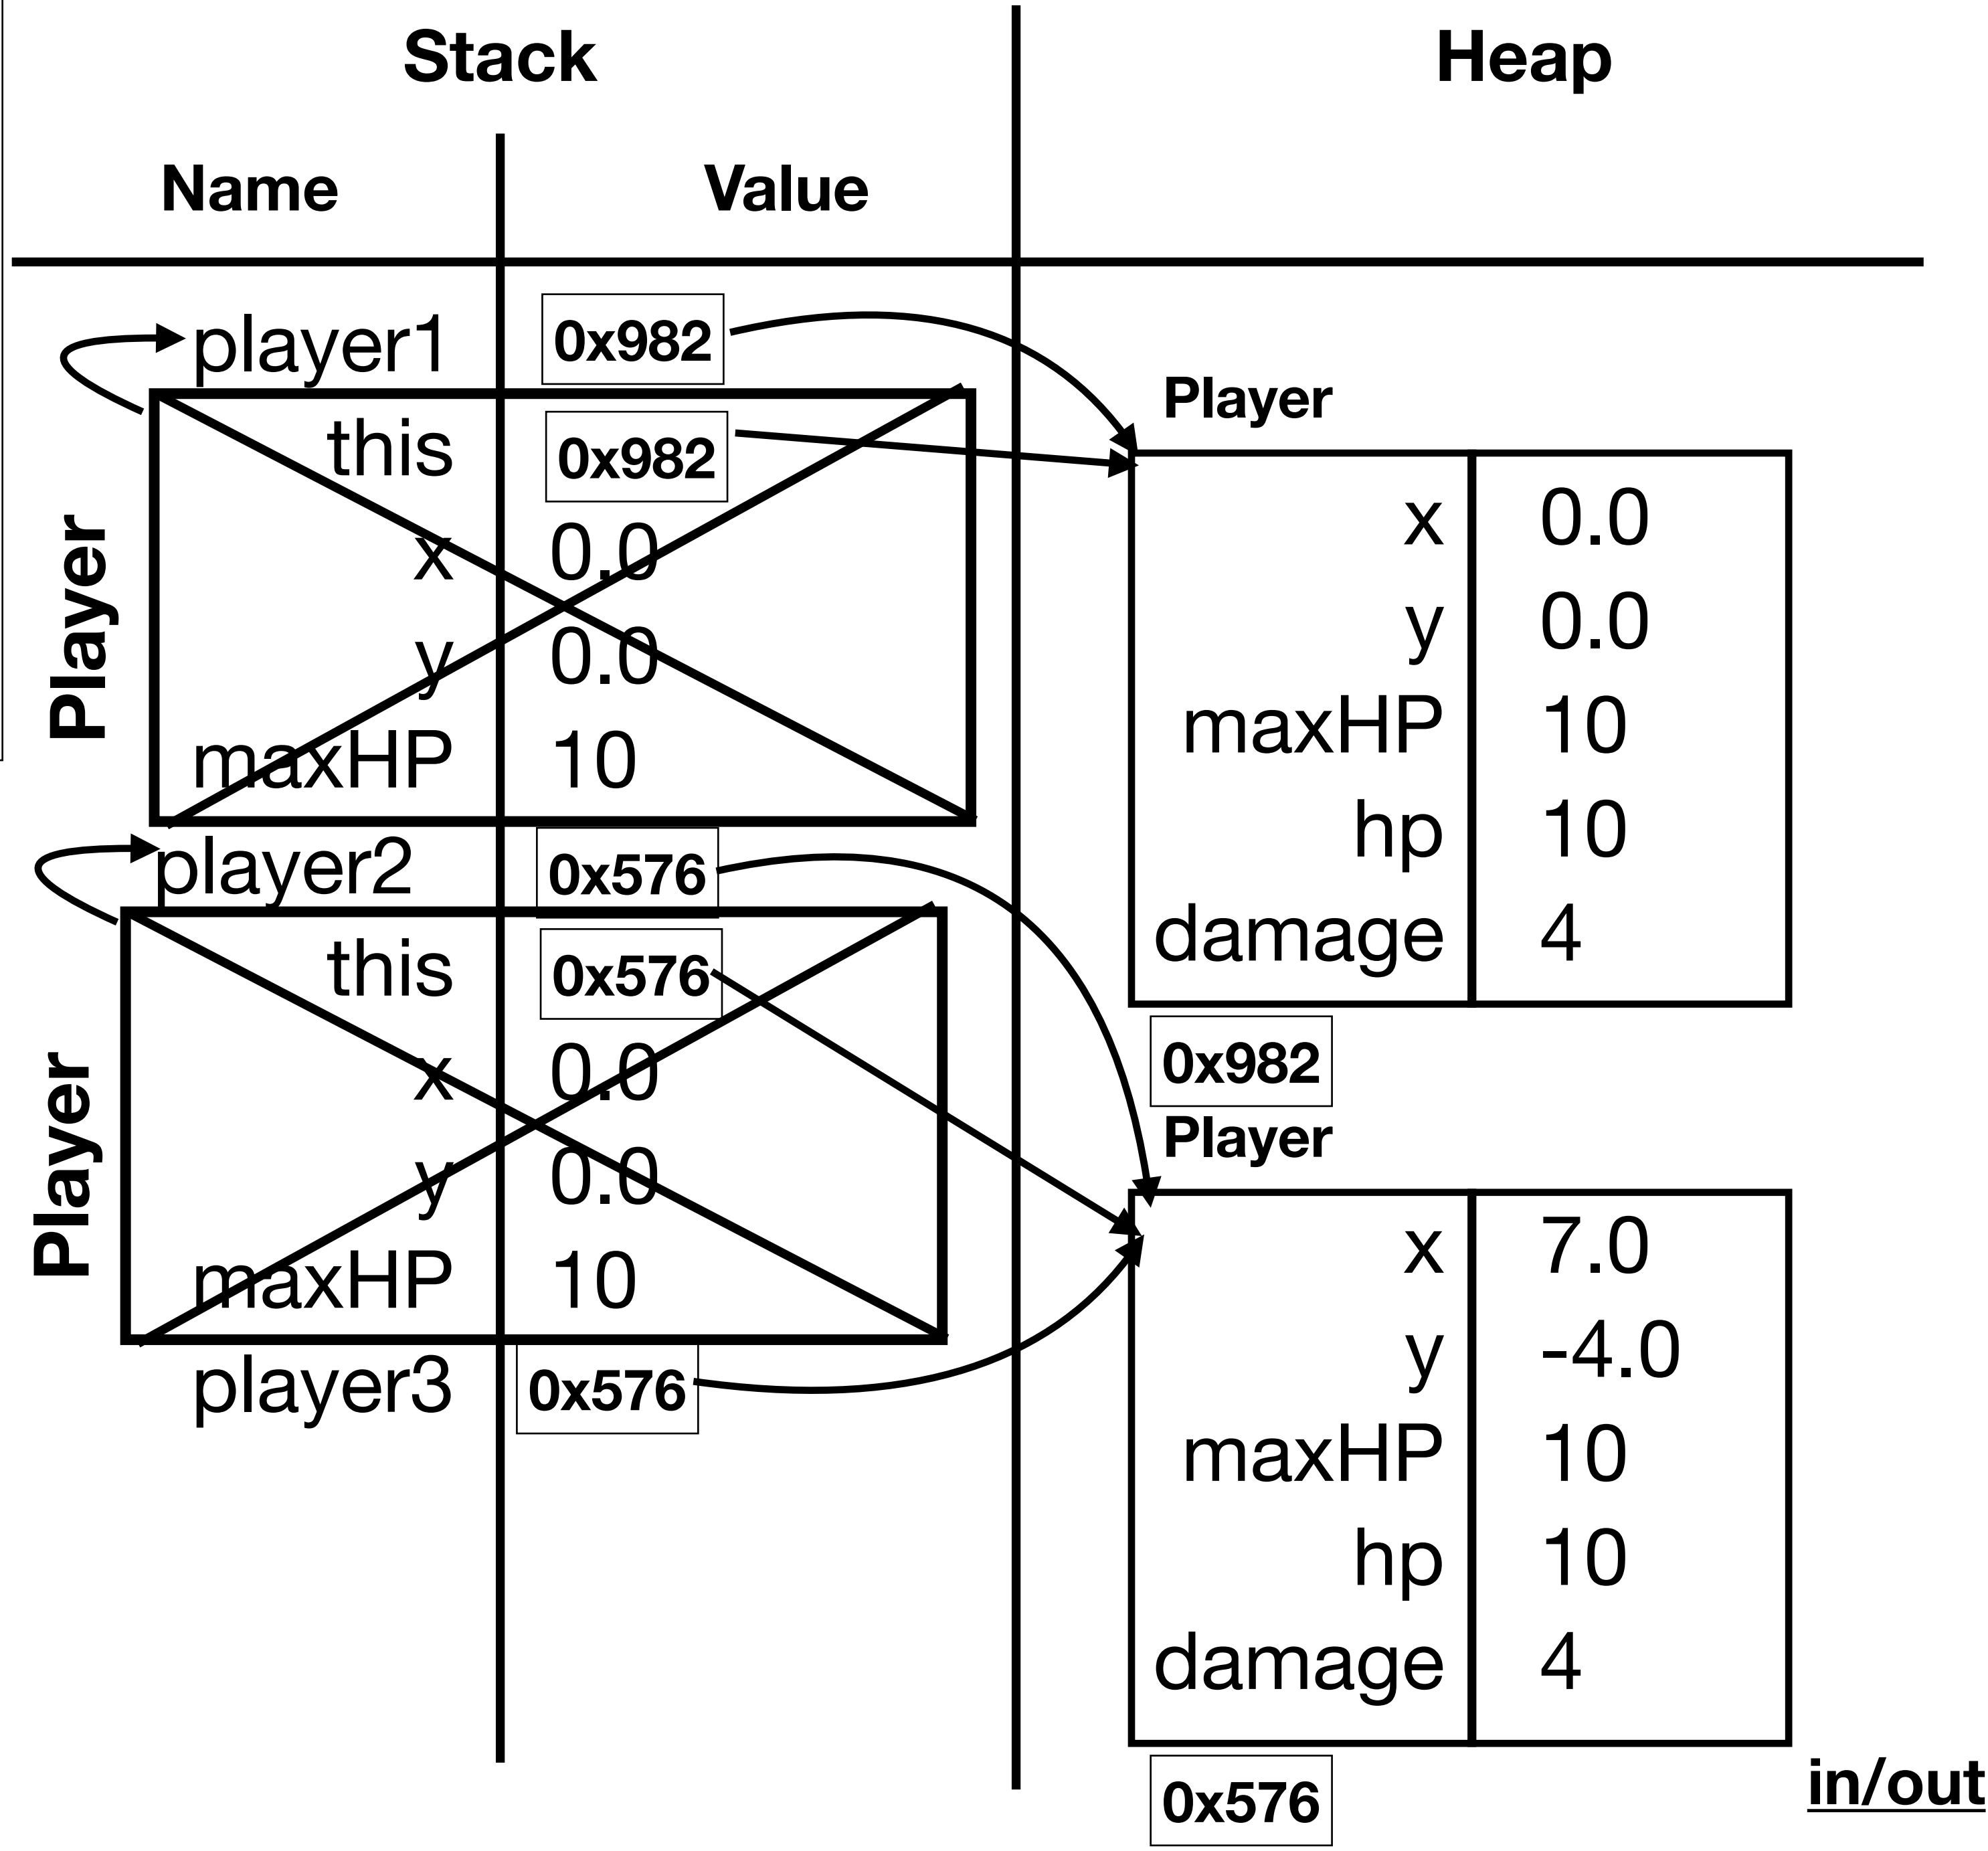 Stack
Heap
Name
Value
player1
0x982
Player
this
0x982
x
0.0
y
0.0
maxHP
10
player2
0x576
Player
this
0x576
x
0.0
y
0.0
maxHP
10
player3
0x576
Player
x
0.0
y
0.0
maxHP
10
hp
10
damage
4
0x982
Player
x
7.0
y
-4.0
maxHP
10
hp
10
damage
4
0x576
in/out